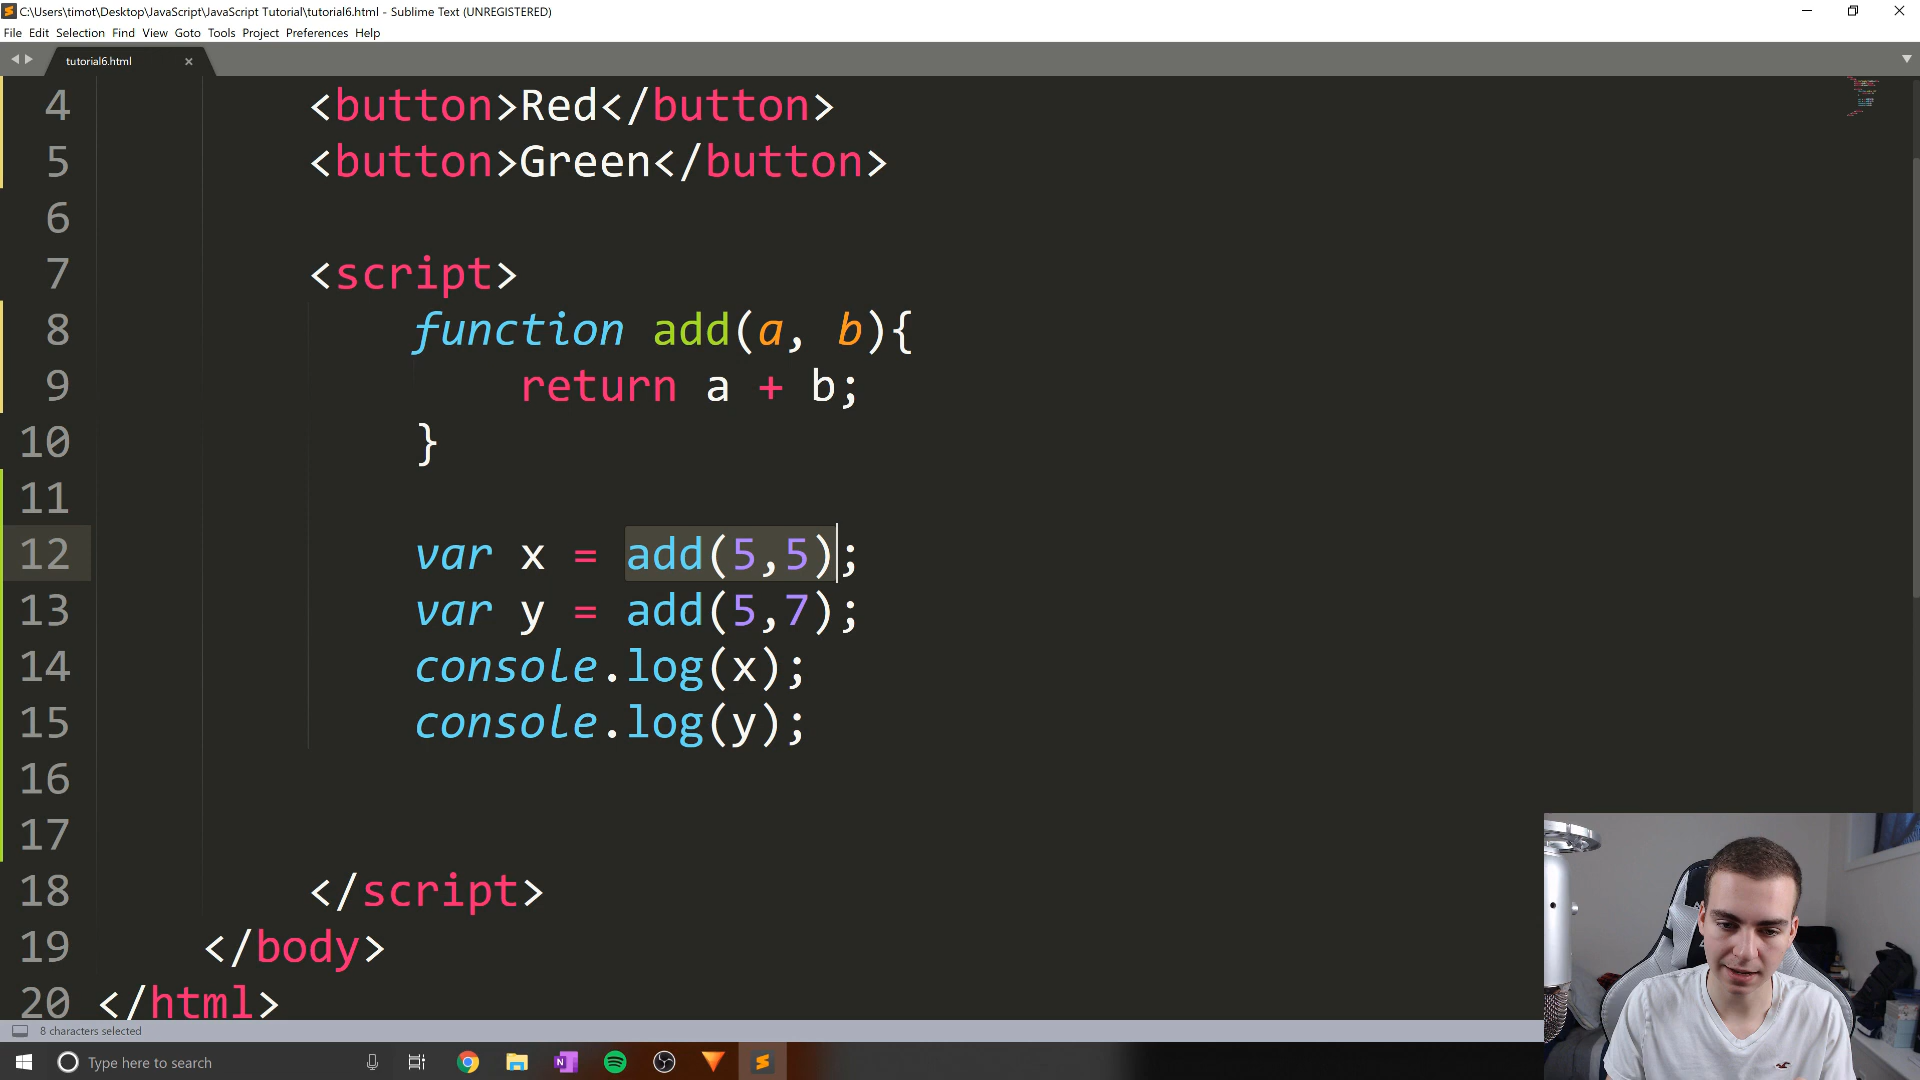 C:\Users\timot\Desktop\JavaScript\JavaScript Tutorial\tutorial6.html - Sublime Text (UNREGISTERED)
File Edit Selection Find View Goto Tools Project Preferences Help
tutorial6.html
4 <button>Red</button>
5 <button>Green</button>
6
7 <script>
8 function add(a, b){
9 return a + b;
10 }
11
12 var x = add(5,5);
13 var y = add(5,7);
14 console.log(x);
15 console.log(y);
16
17
18 </script>
19 </body>
20 </html>
8 characters selected
Type here to search